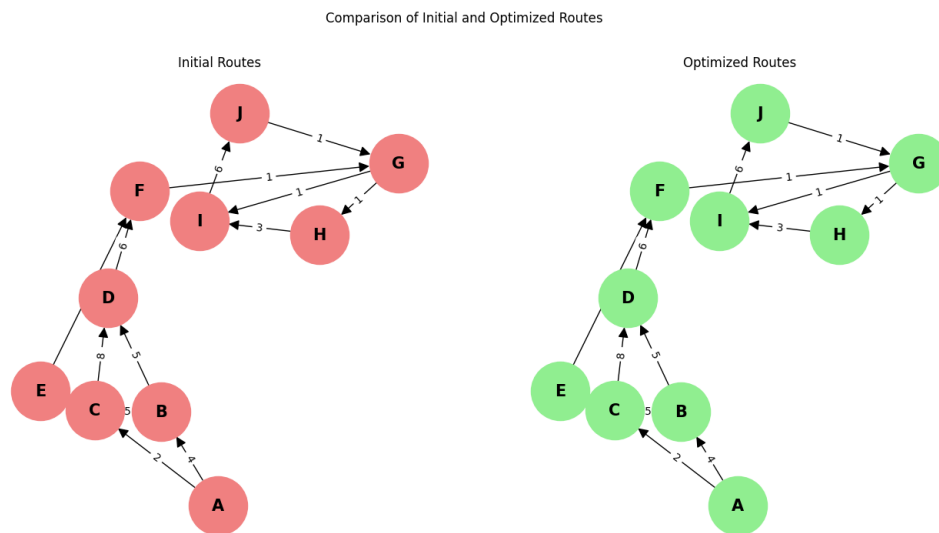 Comparison of Initial and Optimized Routes
Initial Routes
J
1
G
F
1
6
1
I
1
3
H
6
D
8
5
E
C
5
B
2
4
A
Optimized Routes
J
1
G
F
1
6
1
I
1
3
H
6
D
8
5
E
C
5
B
2
4
A